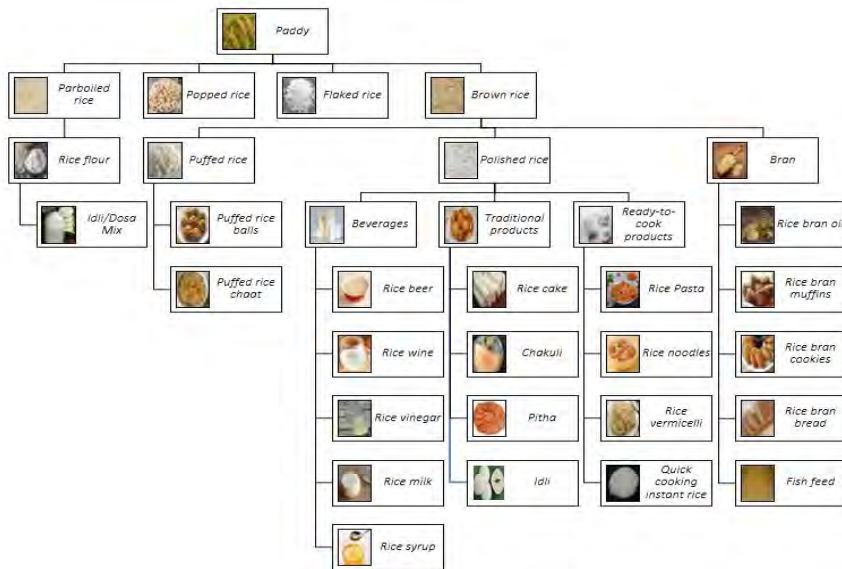 Paddy
Parboiled
rice
Popped rice
Flaked rice
Brown rice
Rice flour
Puffed rice
Polished rice
Bran
Idli/Dosa
Mix
Puffed rice
balls
Beverages
Traditional
products
Ready-to-
cook
products
Rice bran oil
Puffed rice
chaat
Rice beer
Rice cake
Rice Pasta
Rice bran
muffins
Rice wine
Chakuli
Rice noodles
Rice bran
cookies
Rice vinegar
Pitha
Rice
vermicelli
Rice bran
bread
Rice milk
Idli
Quick
cooking
instant rice
Fish feed
Rice syrup